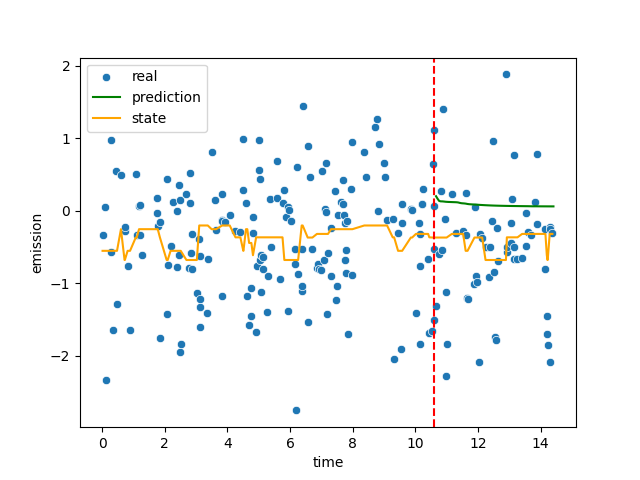 real
prediction
state
2
1
0
−1
−2
emission
0 2 4 6 8 10 12 14
time